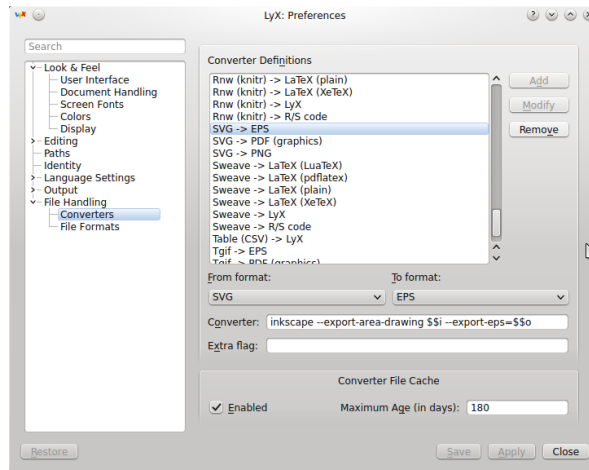 LyX: Preferences
Search
Look & Feel
User Interface
Document Handling
Screen Fonts
Colors
Display
Editing
Paths
Identity
Language Settings
Output
File Handling
Converters
File Formats
Converter Definitions
Rnw (knitr) -> LaTeX (plain)
Rnw (knitr) -> LaTeX (XeTeX)
Rnw (knitr) -> LyX
Rnw (knitr) -> R/S code
SVG -> EPS
SVG -> PDF (graphics)
SVG -> PNG
Sweave -> LaTeX (LuaTeX)
Sweave -> LaTeX (pdflatex)
Sweave -> LaTeX (plain)
Sweave -> LaTeX (XeTeX)
Sweave -> LyX
Sweave -> R/S code
Table (CSV) -> LyX
Tgif -> EPS
Tgif -> PDF (graphics)
Add
Modify
Remove
From format: To format:
SVG EPS
Converter: inkscape --export-area-drawing $$i --export-eps=$$o
Extra flag:
Converter File Cache
Enabled Maximum Age (in days): 180
Restore Save Apply Close